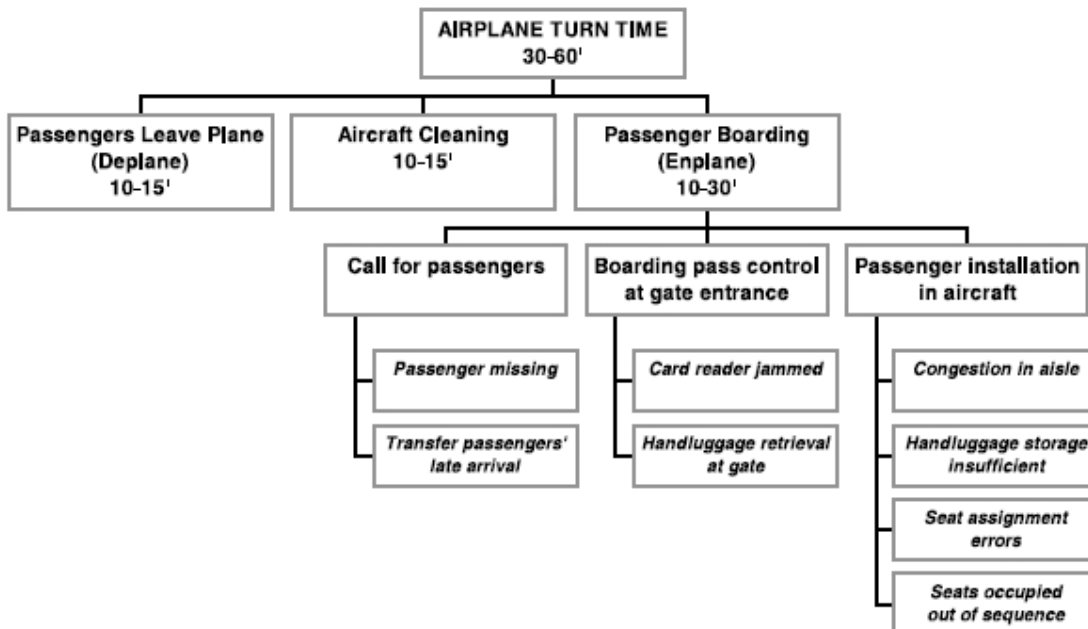 AIRPLANE TURN TIME
30-60'
Passengers Leave Plane
(Deplane)
10-15'
Aircraft Cleaning
10-15'
Passenger Boarding
(Enplane)
10-30'
Call for passengers
Boarding pass control
at gate entrance
Passenger installation
in aircraft
Passenger missing
Transfer passengers'
late arrival
Card reader jammed
Handluggage retrieval
at gate
Congestion in aisle
Handluggage storage
insufficient
Seat assignment
errors
Seats occupied
out of sequence